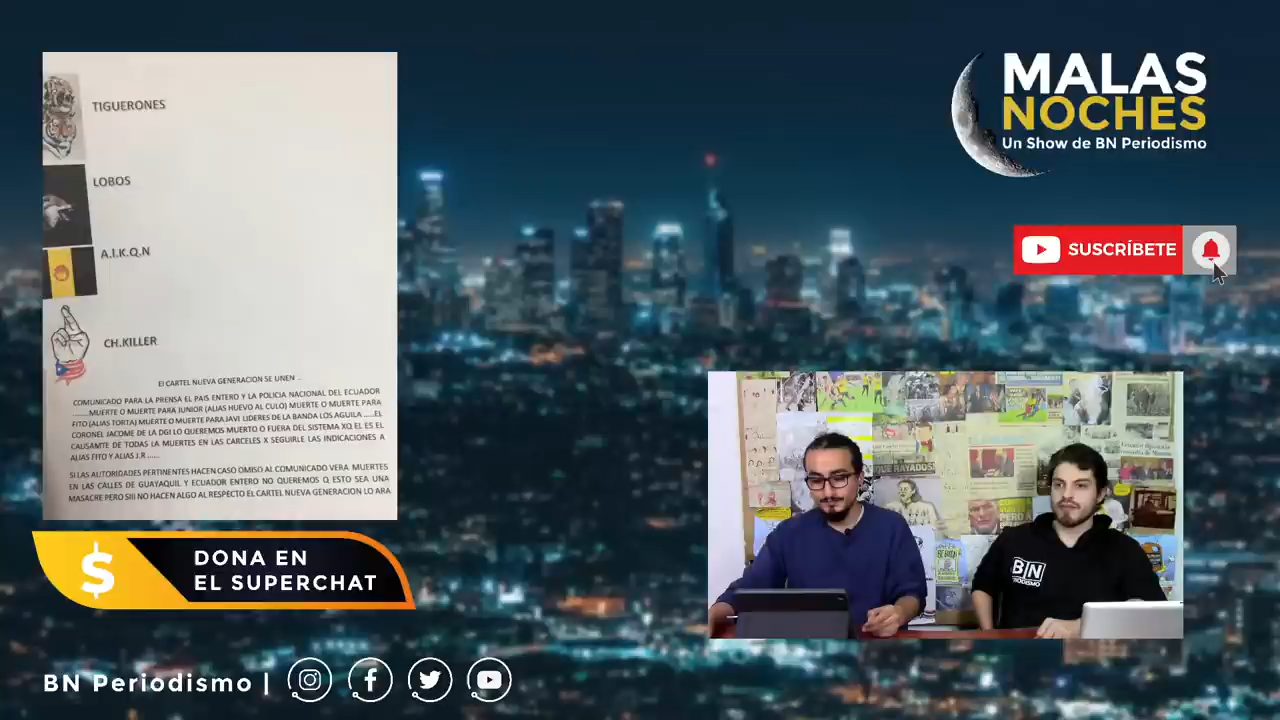 TIGUERONES
LOBOS
A.I.K.Q.N
CH.KILLER
El CARTEL NUEVA GENERACION SE UNEN ..
COMUNICADO PARA LA PRENSA EL PAIS ENTERO Y LA POLICIA NACIONAL DEL ECUADOR
........MUERTE O MUERTE PARA JUNIOR (ALIAS HUEVO AL CULO) MUERTE O MUERTE PARA
FITO (ALIAS TORTA) MUERTE O MUERTE PARA JAVI LIDERES DE LA BANDA LOS AGUILA ......EL
CORONEL JACOME DE LA DGI LO QUEREMOS MUERTO O FUERA DEL SISTEMA XQ EL ES EL
CAUSAMTE DE TODAS LA MUERTES EN LAS CARCELES X SEGUIRLE LAS INDICACIONES A
ALIAS FITO Y ALIAS J.R ......
SI LAS AUTORIDADES PERTINENTES HACEN CASO OMISO AL COMUNICADO VERA MUERTES
EN LAS CALLES DE GUAYAQUIL Y ECUADOR ENTERO NO QUEREMOS Q ESTO SEA UNA
MASACRE PERO SIII NO HACEN ALGO AL RESPECTO EL CARTEL NUEVA GENERACION LO ARA
MALAS
NOCHES
Un Show de BN Periodismo
SUSCRÍBETE
QUE RAYADOS!
B/N
DONA EN
EL SUPERCHAT
BN Periodismo |